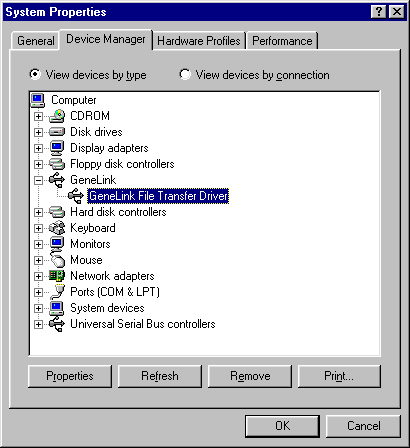 System Properties
General Device Manager Hardware Profiles Performance
View devices by type View devices by connection
Computer
CDROM
Disk drives
Display adapters
Floppy disk controllers
GeneLink
GeneLink File Transfer Driver
Hard disk controllers
Keyboard
Monitors
Mouse
Network adapters
Ports (COM & LPT)
System devices
Universal Serial Bus controllers
Properties Refresh Remove Print...
OK Cancel